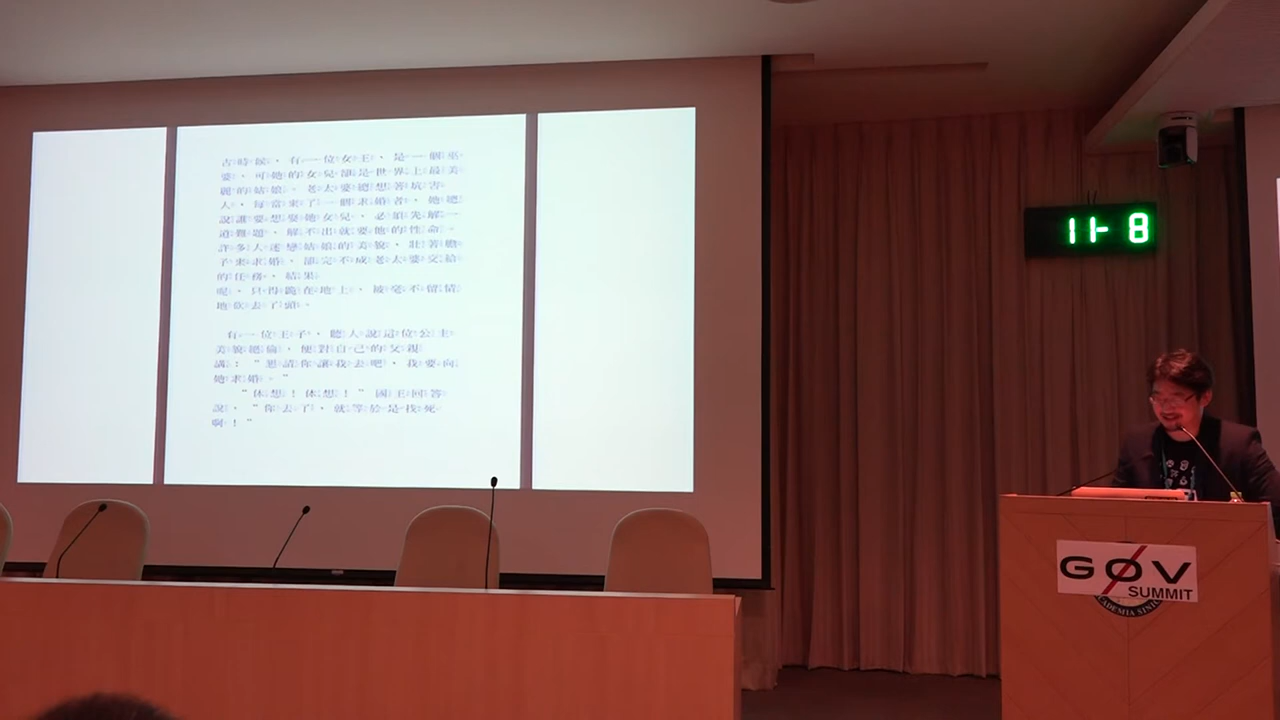 古時候、有一位女王、是一個巫
婆、可她的女兒卻是世界上最美
麗的姑娘。老太婆總想著坑害
人、每當來了一個求婚者、她總
說誰要想娶她女兒、必須先解一
道難題、解不出就要他的性命。
許多人迷戀姑娘的美貌、壯著膽
子來求婚、卻完不成老太婆交給
的任務、結果
呢、只得跪在地上、被毫不留情
地砍去了頭。
有一位王子、聽人說這位公主
美貌絕倫、便對自己的父親
講："懇請你讓我去吧、我要向
她求婚。"
"休想！休想！"國王回答
說、"你去了、就等於是找死
啊！"
11-8
GØV
SUMMIT
ADEMIA SINIC